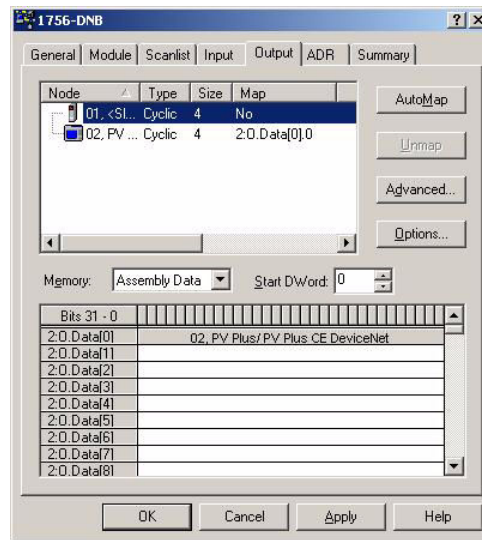 1756-DNB
General Module Scanlist Input Output ADR Summary
Node Type Size Map
01, <Sl... Cyclic 4 No
02, PV ... Cyclic 4 2:O.Data[0].0
AutoMap
Unmap
Advanced...
Options...
Memory: Assembly Data Start DWord: 0
Bits 31 - 0
2:O.Data[0] 02, PV Plus/ PV Plus CE DeviceNet
2:O.Data[1]
2:O.Data[2]
2:O.Data[3]
2:O.Data[4]
2:O.Data[5]
2:O.Data[6]
2:O.Data[7]
2:O.Data[8]
OK Cancel Apply Help